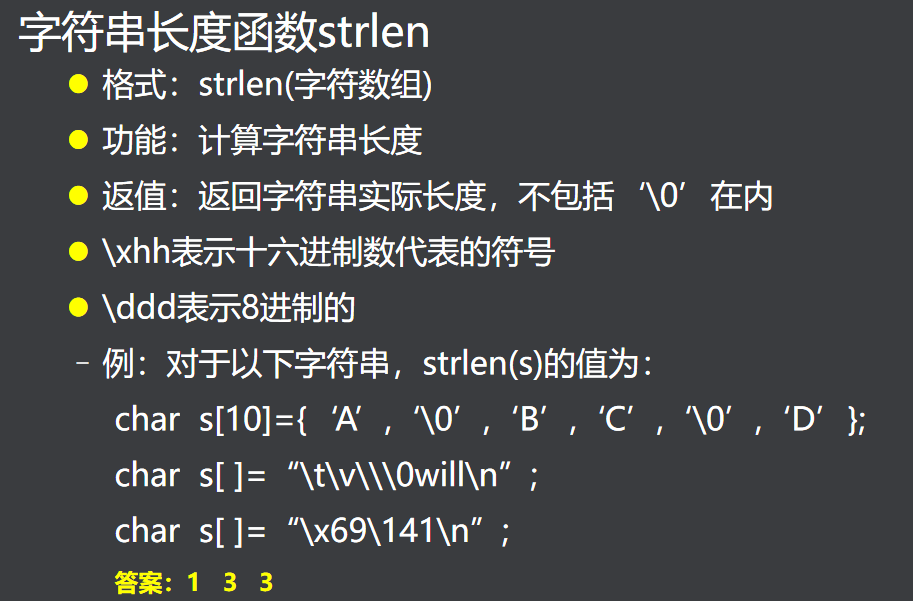 字符串长度函数strlen
格式：strlen(字符数组)
功能：计算字符串长度
返值：返回字符串实际长度，不包括‘\0’在内
\xhh表示十六进制数代表的符号
\ddd表示8进制的
– 例：对于以下字符串，strlen(s)的值为：
char s[10]={‘A’,‘\0’,‘B’,‘C’,‘\0’,‘D’};
char s[ ]=“\t\v\\\0will\n”;
char s[ ]=“\x69\141\n”;
答案：1 3 3